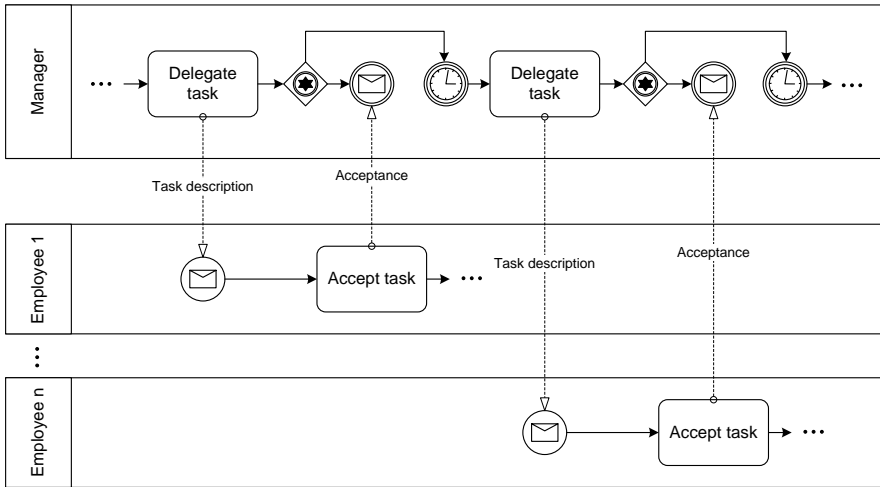 Manager
Delegate
task
Delegate
task
Task description
Acceptance
Employee 1
Accept task
Task description
Acceptance
Employee n
Accept task